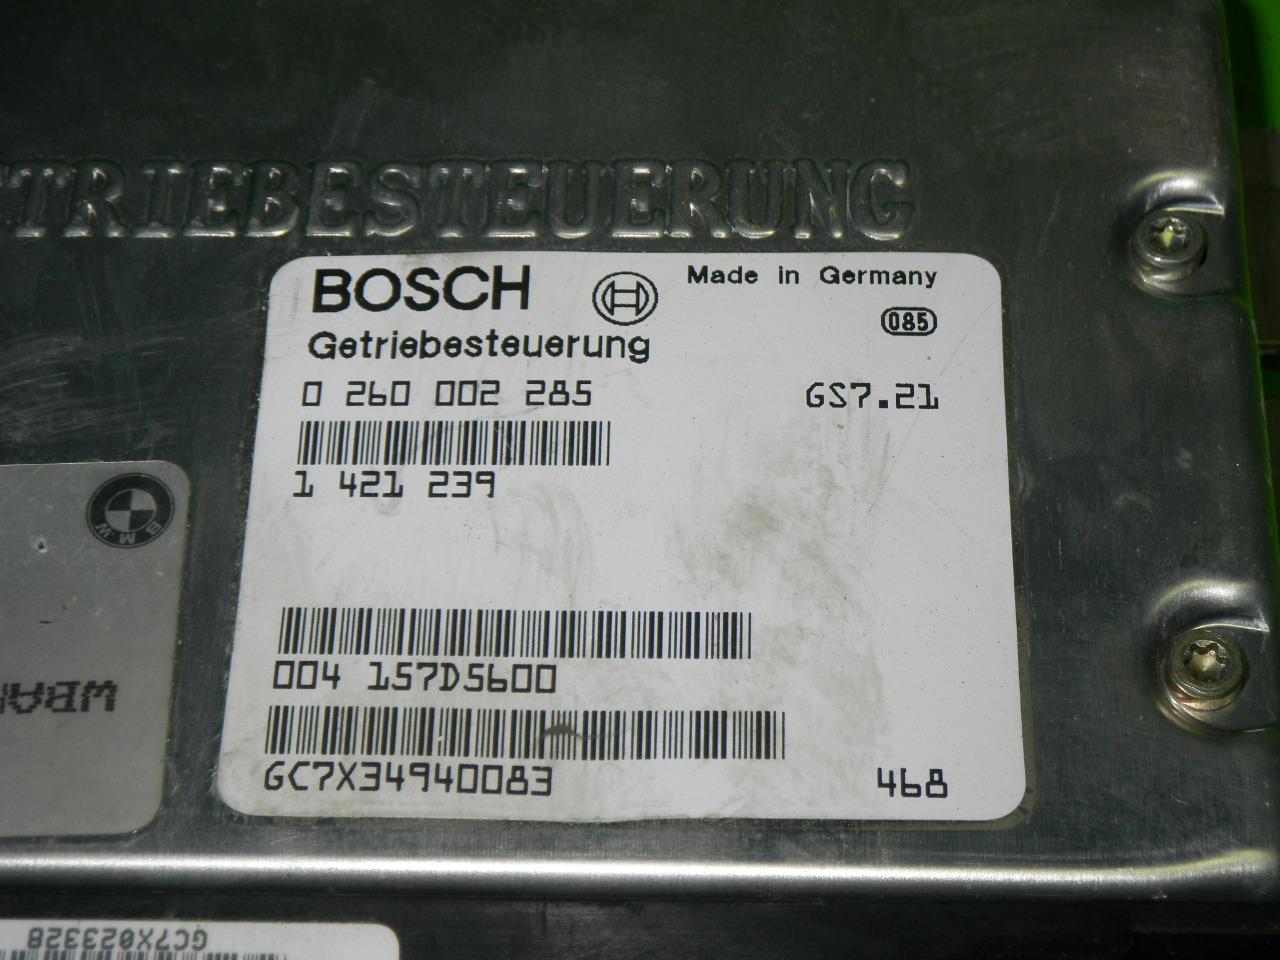 TRIEBESTEUERUNG
BOSCH
Made in Germany
085
Getriebesteuerung
0 260 002 285
GS7.21
1 421 239
BMW
004 157D5600
GC7X34940083
468
GC7X023328